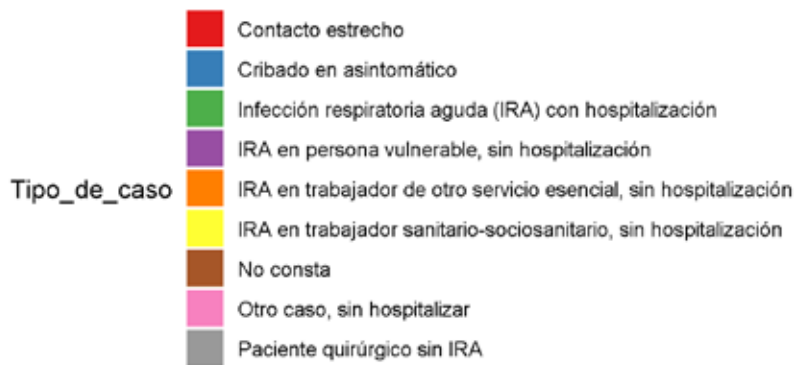 Contacto estrecho
Cribado en asintomático
Infección respiratoria aguda (IRA) con hospitalización
IRA en persona vulnerable, sin hospitalización
Tipo_de_caso
IRA en trabajador de otro servicio esencial, sin hospitalización
IRA en trabajador sanitario-sociosanitario, sin hospitalización
No consta
Otro caso, sin hospitalizar
Paciente quirúrgico sin IRA